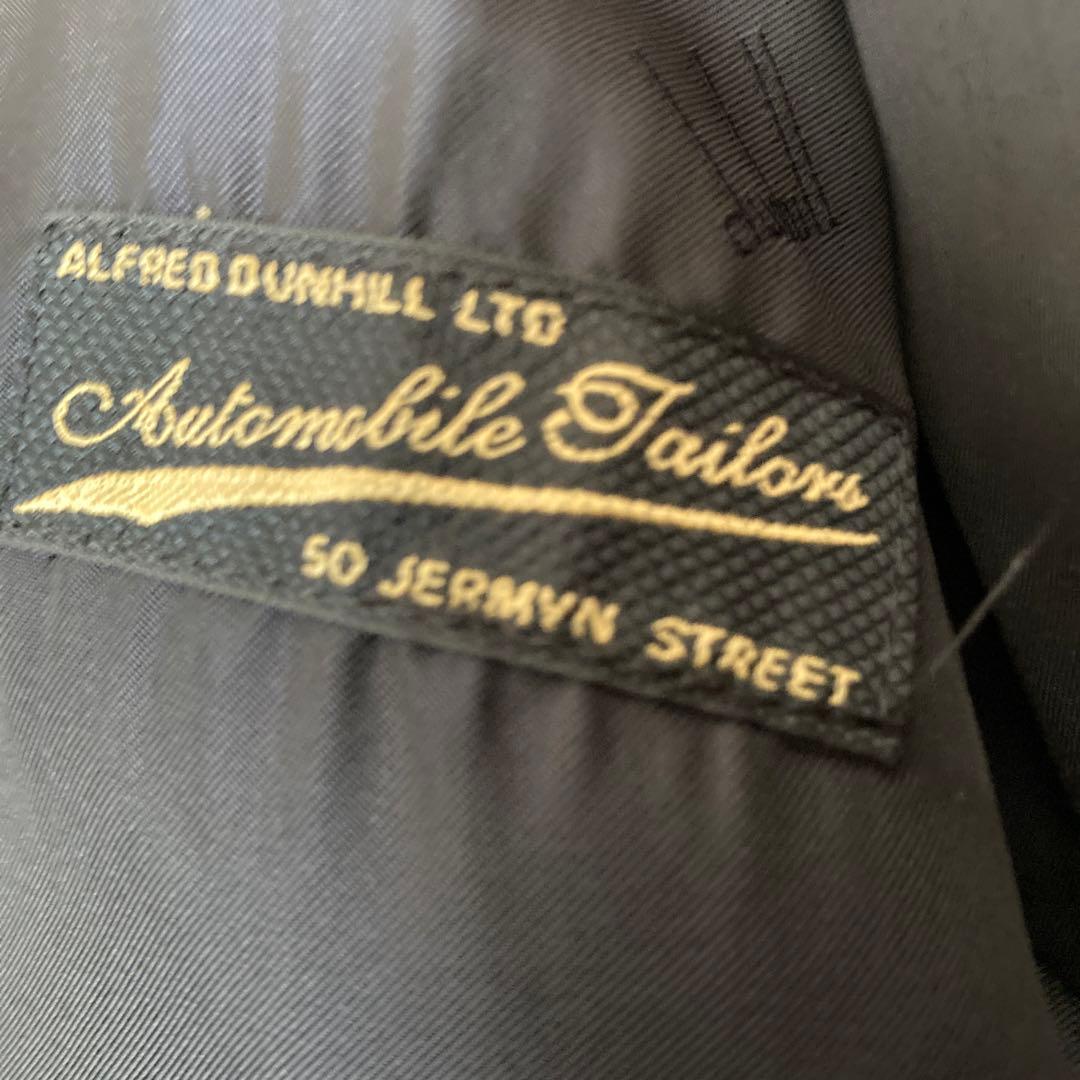 ALFRED DUNHILL LTD
Automobile Tailors
50 JERMYN STREET